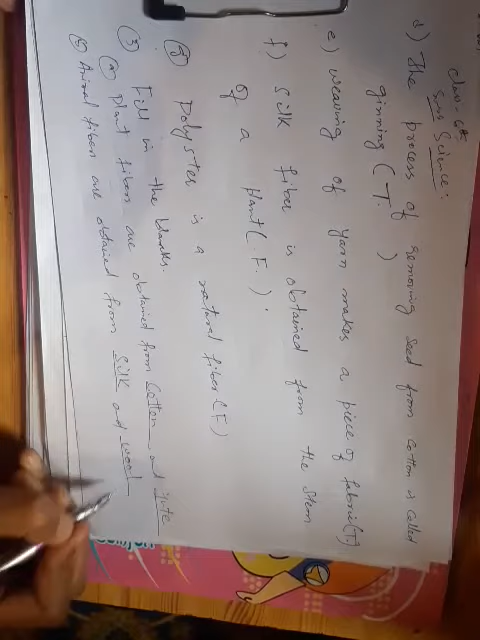 Class - 6th
Sub: Science.
d) The process of removing seed from cotton is called
ginning (T )
e) weaving of yarn makes a piece of fabric (T)
f) Silk fiber is obtained from the stem
of a plant (F.).
g) Polyster is a natural fiber (F)
③ Fill in the blanks.
ⓐ plant fibers are obtained from Cotton and jute
ⓑ Animal fibers are obtained from Silk and wool